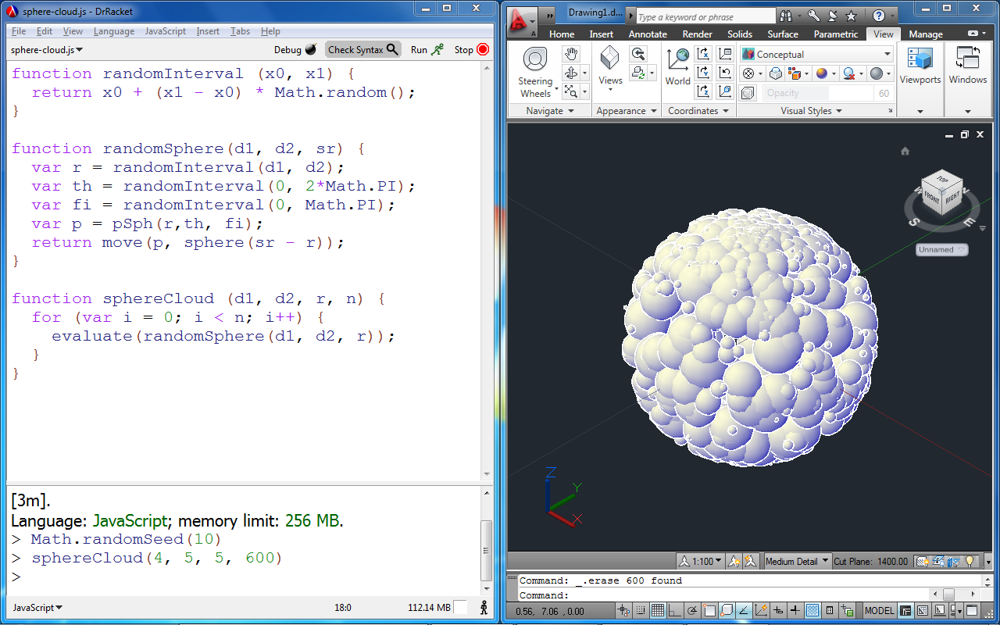 sphere-cloud.js - DrRacket
File Edit View Language JavaScript Insert Tabs Help
sphere-cloud.js Debug Check Syntax Run Stop
function randomInterval (x0, x1) {
  return x0 + (x1 - x0) * Math.random();
}
function randomSphere(d1, d2, sr) {
  var r = randomInterval(d1, d2);
  var th = randomInterval(0, 2*Math.PI);
  var fi = randomInterval(0, Math.PI);
  var p = pSph(r,th, fi);
  return move(p, sphere(sr - r));
}
function sphereCloud (d1, d2, r, n) {
  for (var i = 0; i < n; i++) {
    evaluate(randomSphere(d1, d2, r));
  }
}
[3m].
Language: JavaScript; memory limit: 256 MB.
> Math.randomSeed(10)
> sphereCloud(4, 5, 5, 600)
>
JavaScript 18:0 112.14 MB
Drawing1.d... Type a keyword or phrase
Home Insert Annotate Render Solids Surface Parametric View Manage
Conceptual
Steering Wheels
Views
World
Opacity 60
Viewports
Windows
Navigate Appearance Coordinates Visual Styles
TOP
FRONT RIGHT
W N
S E
Unnamed
Z
Y
X
1:100 Medium Detail Cut Plane: 1400.00
Command: _.erase 600 found
Command:
0.56, 7.06 , 0.00 MODEL